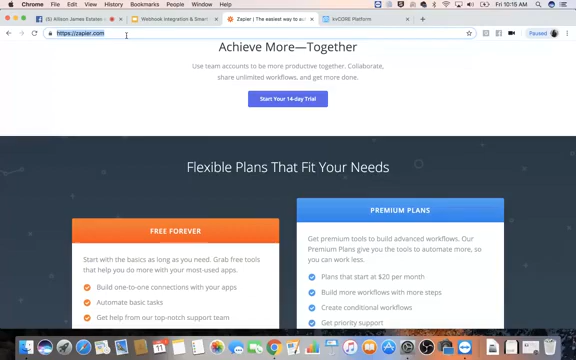 Chrome File Edit View History Bookmarks People Window Help
Fri 10:15 AM
(5) Allison James Estates
Webhook Integration & Smart
Zapier | The easiest way to au
kvCORE Platform
https://zapier.com
Paused
Achieve More—Together
Use team accounts to be more productive together. Collaborate,
share unlimited workflows, and get more done.
Start Your 14-day Trial
Flexible Plans That Fit Your Needs
FREE FOREVER
Start with the basics as long as you need. Grab free tools
that help you do more with your most-used apps.
Build one-to-one connections with your apps
Automate basic tasks
Get help from our top-notch support team
PREMIUM PLANS
Get premium tools to build advanced workflows. Our
Premium Plans give you the tools to automate more, so
you can work less.
Plans that start at $20 per month
Build more workflows with more steps
Create conditional workflows
Get priority support
11